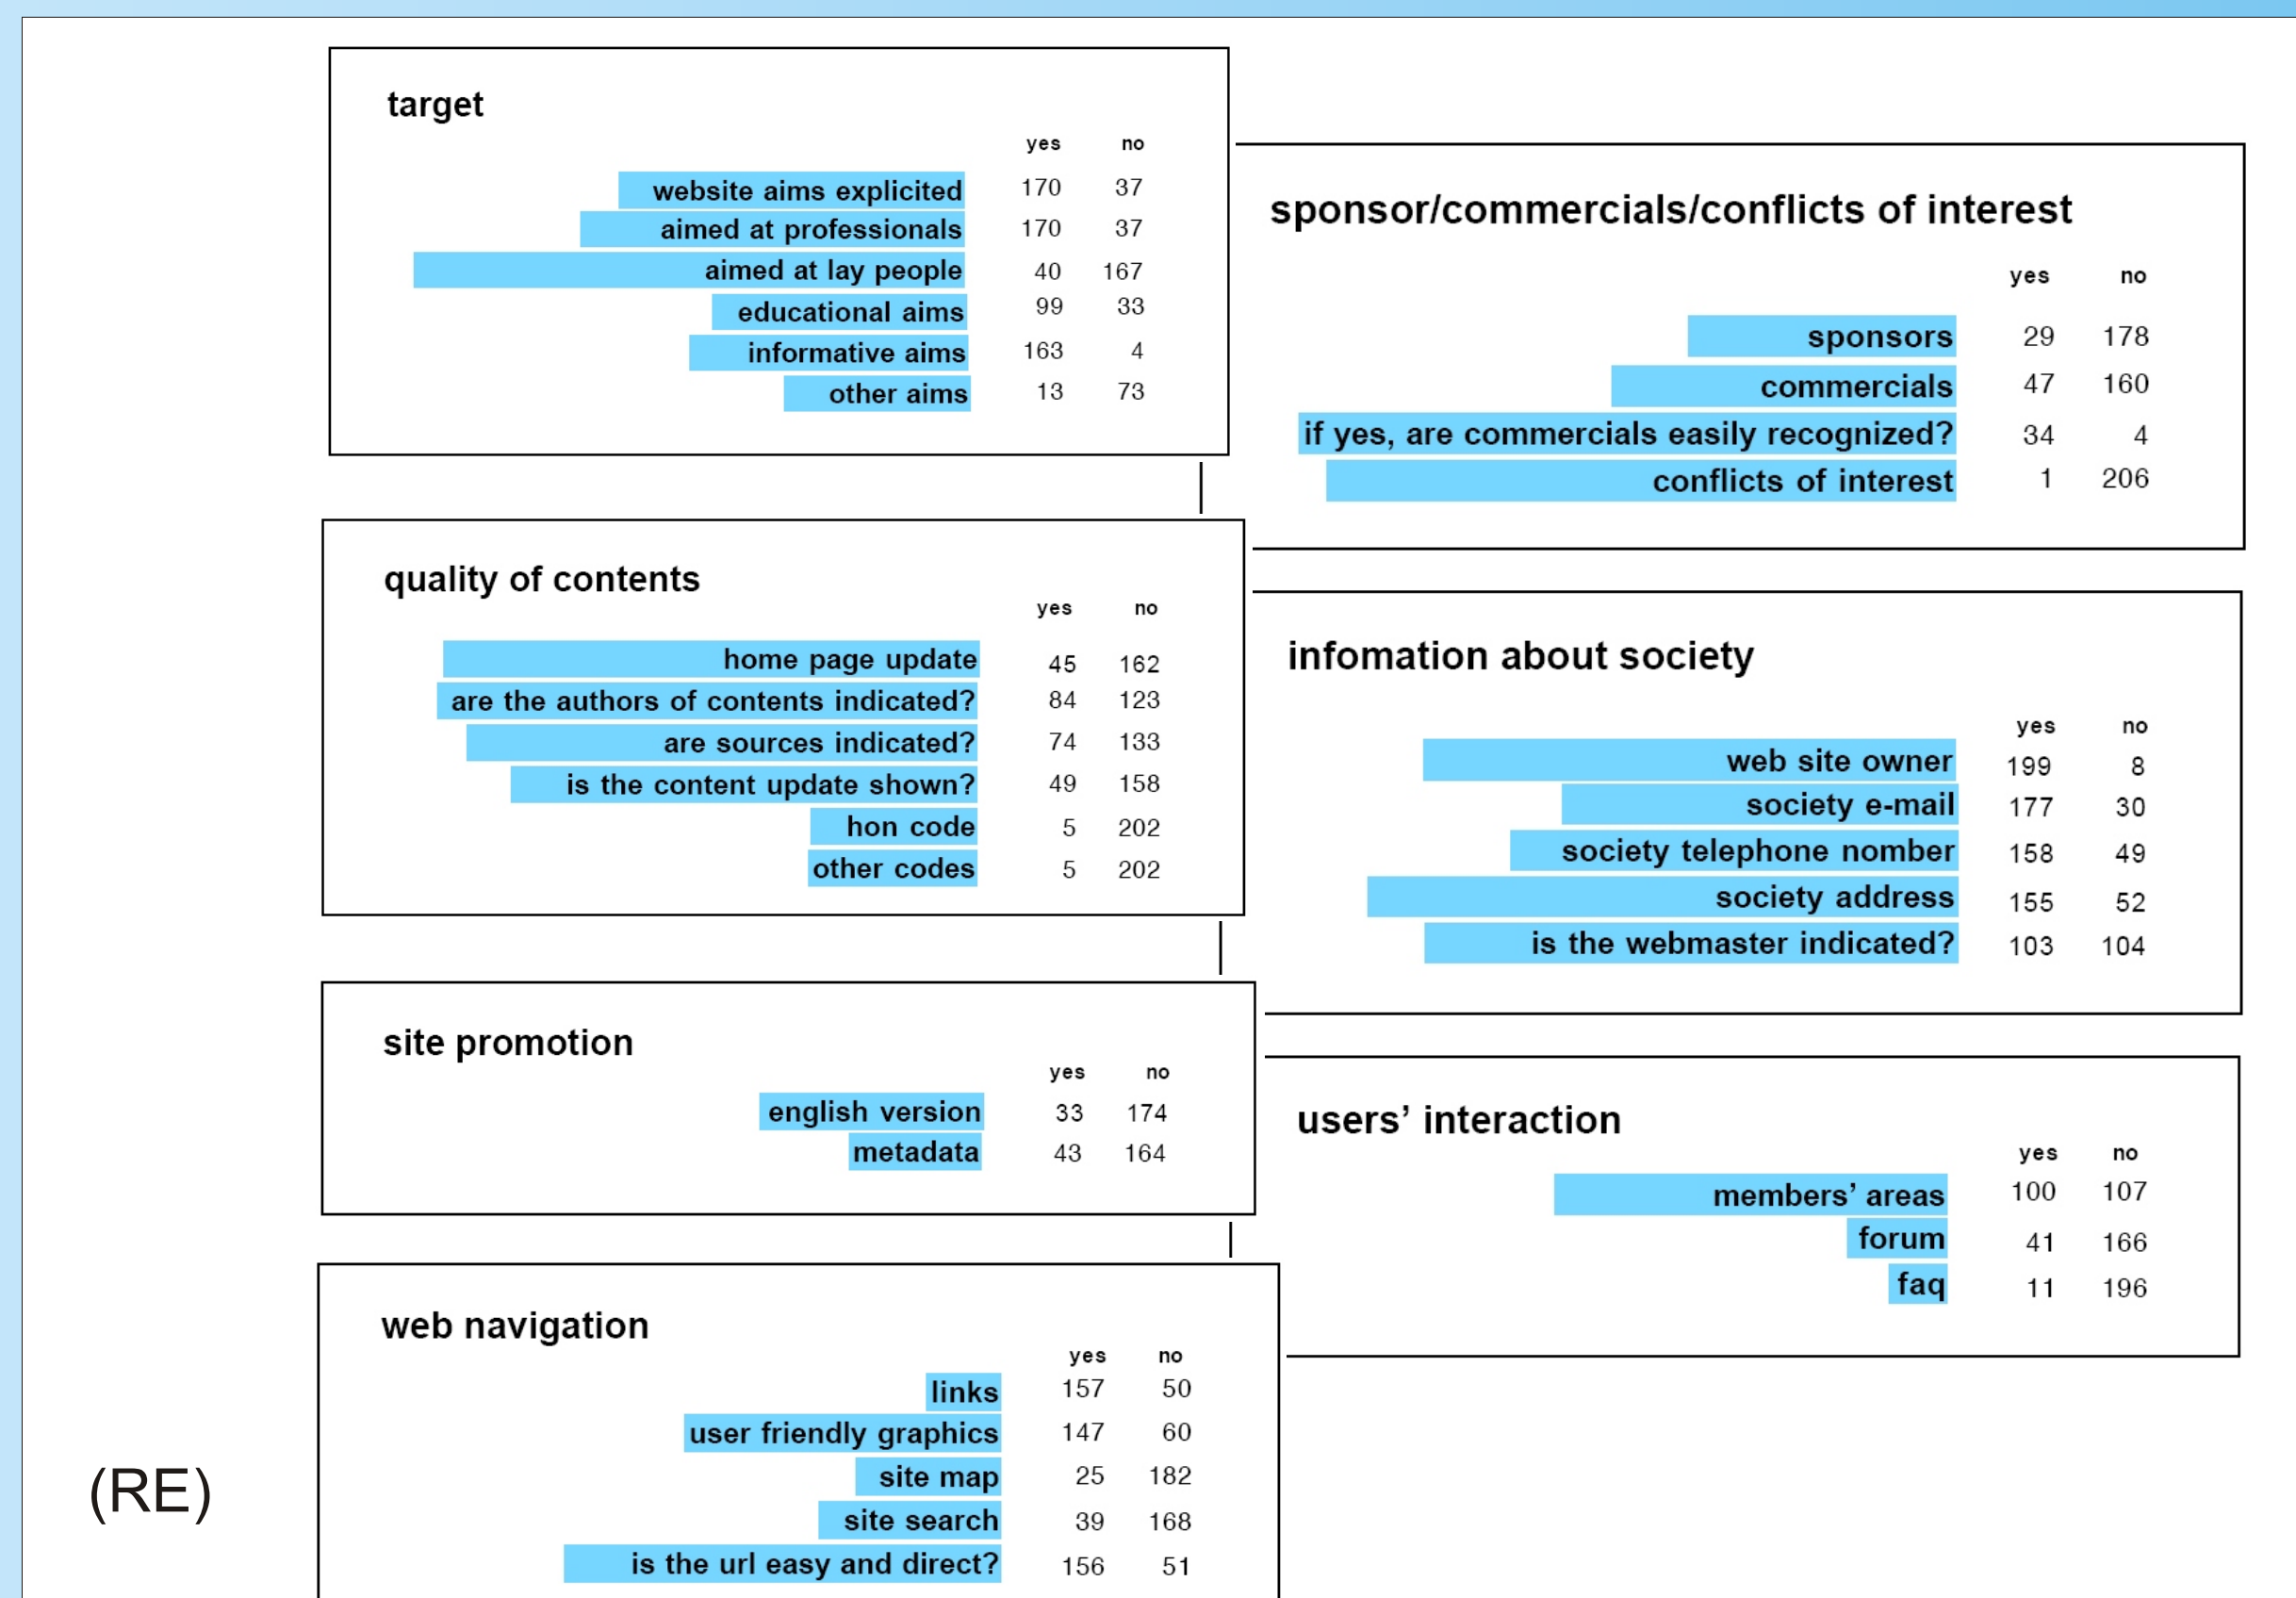 target
yes no
website aims explicited 170 37
aimed at professionals 170 37
aimed at lay people 40 167
educational aims 99 33
informative aims 163 4
other aims 13 73
sponsor/commercials/conflicts of interest
yes no
sponsors 29 178
commercials 47 160
if yes, are commercials easily recognized? 34 4
conflicts of interest 1 206
quality of contents
yes no
home page update 45 162
are the authors of contents indicated? 84 123
are sources indicated? 74 133
is the content update shown? 49 158
hon code 5 202
other codes 5 202
infomation about society
yes no
web site owner 199 8
society e-mail 177 30
society telephone nomber 158 49
society address 155 52
is the webmaster indicated? 103 104
site promotion
yes no
english version 33 174
metadata 43 164
users’ interaction
yes no
members’ areas 100 107
forum 41 166
faq 11 196
web navigation
yes no
links 157 50
user friendly graphics 147 60
site map 25 182
site search 39 168
is the url easy and direct? 156 51
(RE)